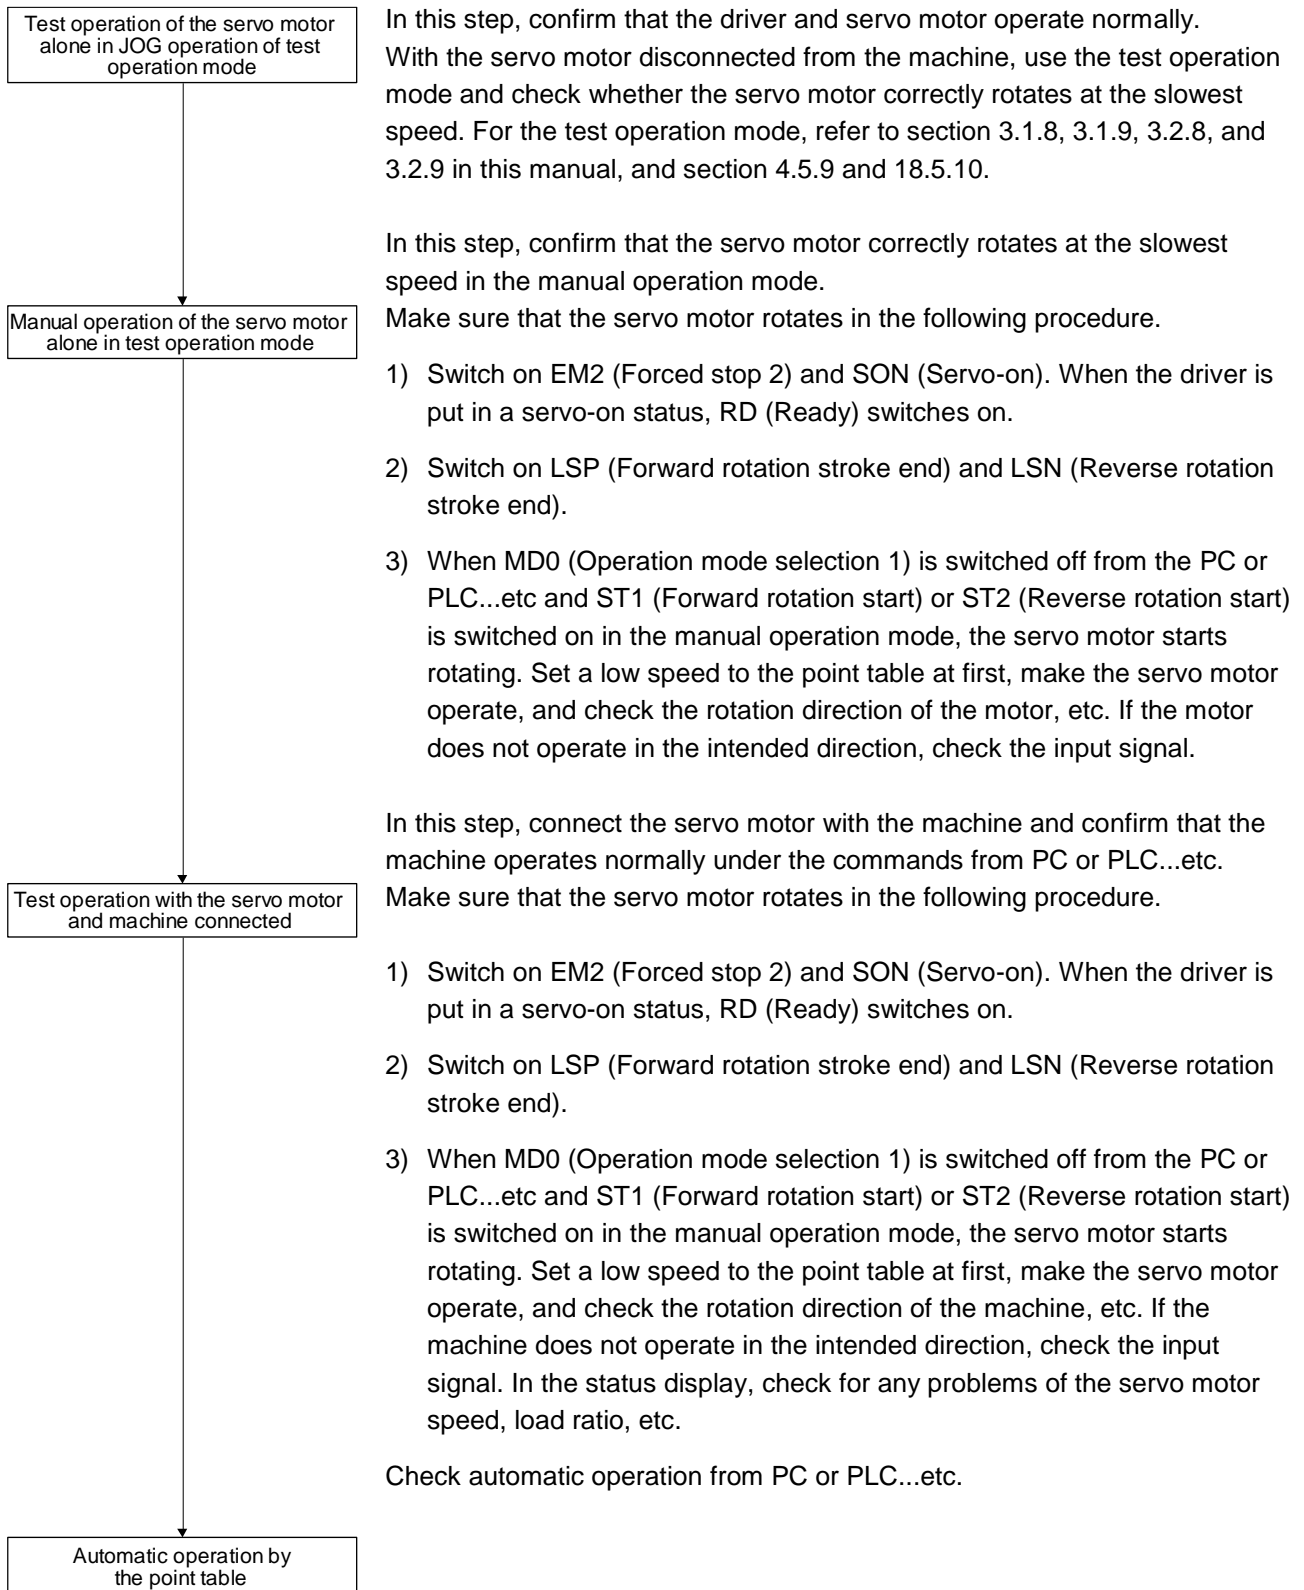 Test operation of the servo motor
alone in JOG operation of test
operation mode
In this step, confirm that the driver and servo motor operate normally.
With the servo motor disconnected from the machine, use the test operation
mode and check whether the servo motor correctly rotates at the slowest
speed. For the test operation mode, refer to section 3.1.8, 3.1.9, 3.2.8, and
3.2.9 in this manual, and section 4.5.9 and 18.5.10.
In this step, confirm that the servo motor correctly rotates at the slowest
speed in the manual operation mode.
Manual operation of the servo motor
alone in test operation mode
Make sure that the servo motor rotates in the following procedure.
1) Switch on EM2 (Forced stop 2) and SON (Servo-on). When the driver is
put in a servo-on status, RD (Ready) switches on.
2) Switch on LSP (Forward rotation stroke end) and LSN (Reverse rotation
stroke end).
3) When MD0 (Operation mode selection 1) is switched off from the PC or
PLC...etc and ST1 (Forward rotation start) or ST2 (Reverse rotation start)
is switched on in the manual operation mode, the servo motor starts
rotating. Set a low speed to the point table at first, make the servo motor
operate, and check the rotation direction of the motor, etc. If the motor
does not operate in the intended direction, check the input signal.
In this step, connect the servo motor with the machine and confirm that the
machine operates normally under the commands from PC or PLC...etc.
Test operation with the servo motor
and machine connected
Make sure that the servo motor rotates in the following procedure.
1) Switch on EM2 (Forced stop 2) and SON (Servo-on). When the driver is
put in a servo-on status, RD (Ready) switches on.
2) Switch on LSP (Forward rotation stroke end) and LSN (Reverse rotation
stroke end).
3) When MD0 (Operation mode selection 1) is switched off from the PC or
PLC...etc and ST1 (Forward rotation start) or ST2 (Reverse rotation start)
is switched on in the manual operation mode, the servo motor starts
rotating. Set a low speed to the point table at first, make the servo motor
operate, and check the rotation direction of the machine, etc. If the
machine does not operate in the intended direction, check the input
signal. In the status display, check for any problems of the servo motor
speed, load ratio, etc.
Check automatic operation from PC or PLC...etc.
Automatic operation by
the point table